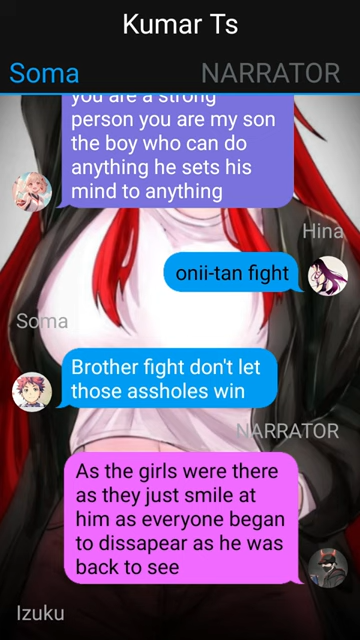 Kumar Ts
Soma NARRATOR
you are a strong
person you are my son
the boy who can do
anything he sets his
mind to anything
Hina
onii-tan fight
Soma
Brother fight don't let
those assholes win
NARRATOR
As the girls were there
as they just smile at
him as everyone began
to dissapear as he was
back to see
Izuku